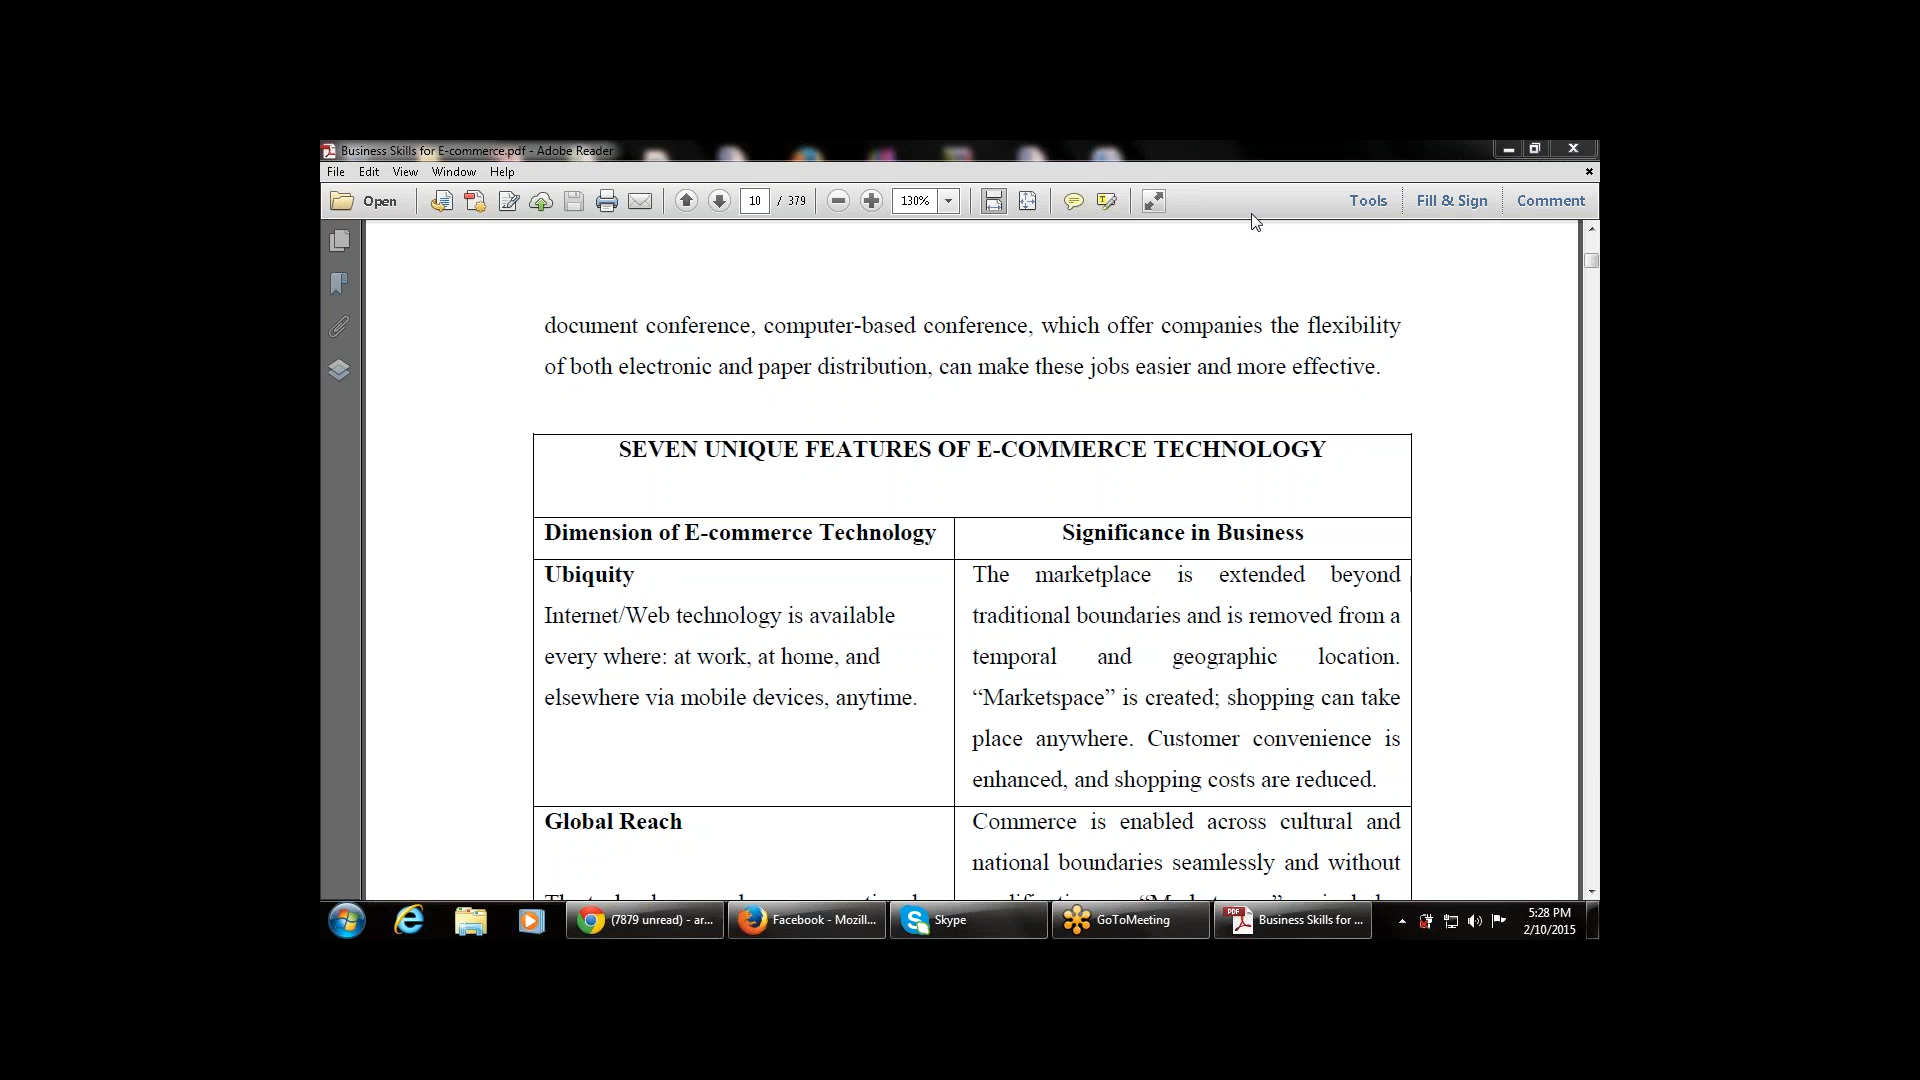 Business Skills for E-commerce.pdf - Adobe Reader
File Edit View Window Help
Open 10 / 379 130% Tools Fill & Sign Comment
document conference, computer-based conference, which offer companies the flexibility
of both electronic and paper distribution, can make these jobs easier and more effective.
SEVEN UNIQUE FEATURES OF E-COMMERCE TECHNOLOGY
Dimension of E-commerce Technology
Significance in Business
Ubiquity
Internet/Web technology is available
every where: at work, at home, and
elsewhere via mobile devices, anytime.
The marketplace is extended beyond
traditional boundaries and is removed from a
temporal and geographic location.
“Marketspace” is created; shopping can take
place anywhere. Customer convenience is
enhanced, and shopping costs are reduced.
Global Reach
Commerce is enabled across cultural and
national boundaries seamlessly and without
(7879 unread) - ar... Facebook - Mozill... Skype GoToMeeting PDF Business Skills for ...
5:28 PM
2/10/2015